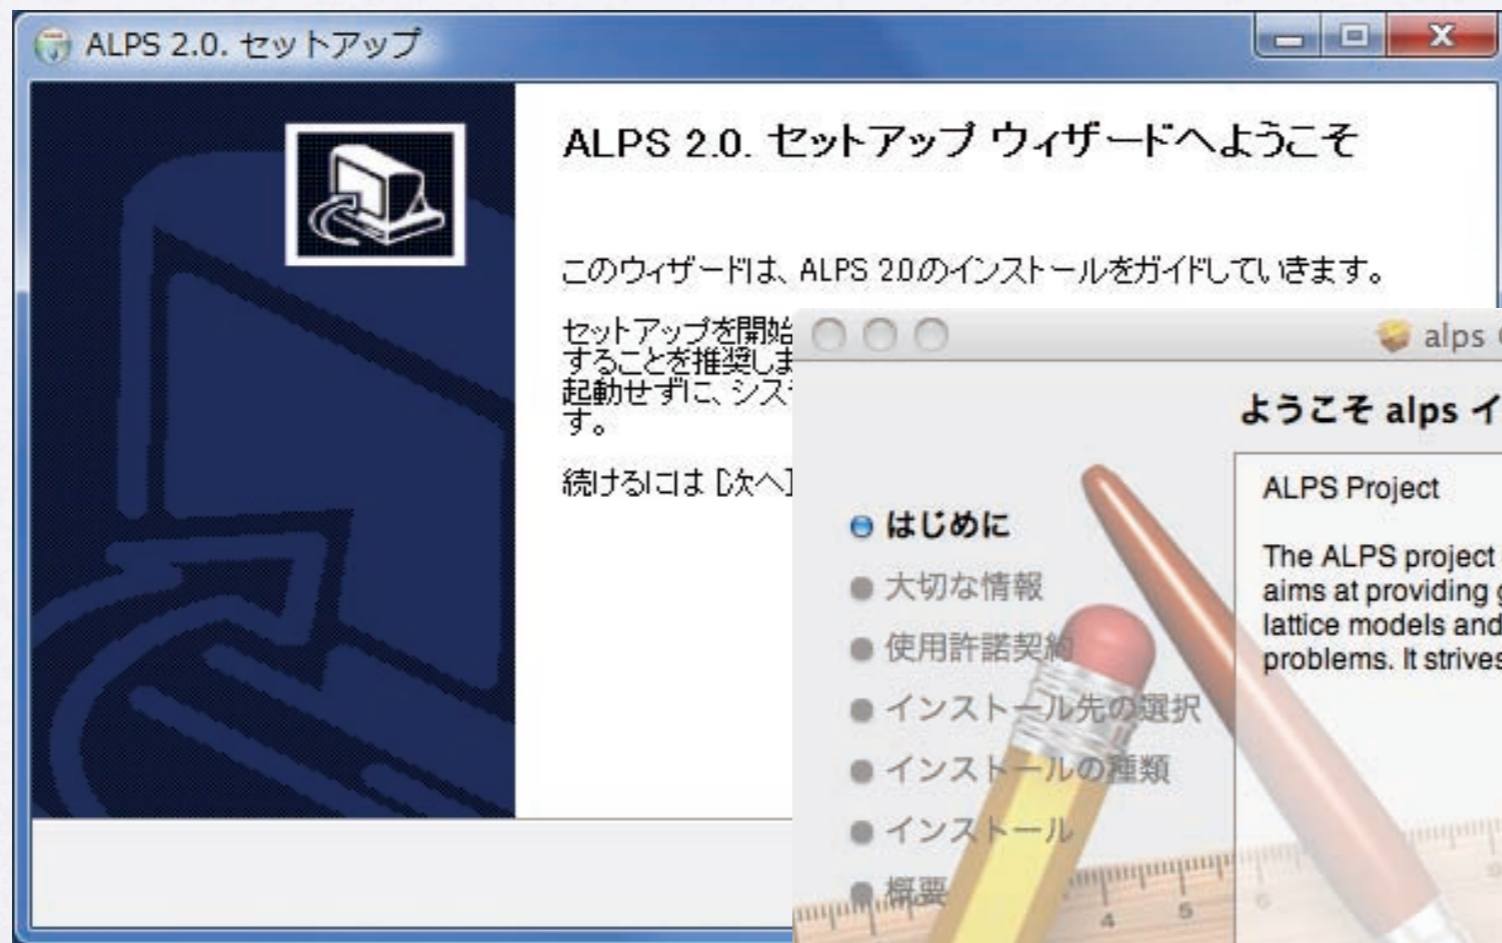 ALPS 2.0. セットアップ
ALPS 2.0. セットアップ ウィザードへようこそ
このウィザードは、ALPS 2.0のインストールをガイドしていきます。
セットアップを開始
することを推奨しま
起動せずに、シス
す。
続けるには [次へ]
alps
ようこそ alps イ
はじめに
大切な情報
使用許諾契約
インストール先の選択
インストールの種類
インストール
概要
ALPS Project
The ALPS project
aims at providing
lattice models and
problems. It strives
4 5 6